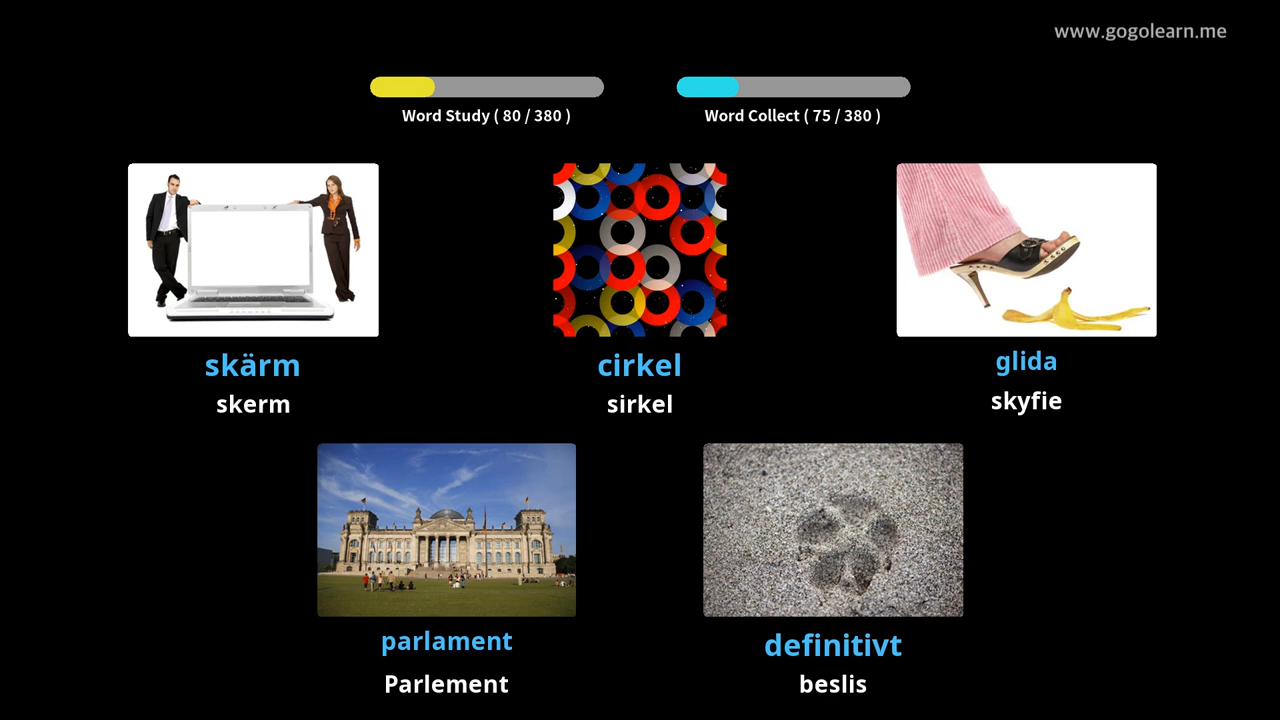 www.gogolearn.me
Word Study ( 80 / 380 )
Word Collect ( 75 / 380 )
skärm
skerm
cirkel
sirkel
glida
skyfie
parlament
Parlement
definitivt
beslis